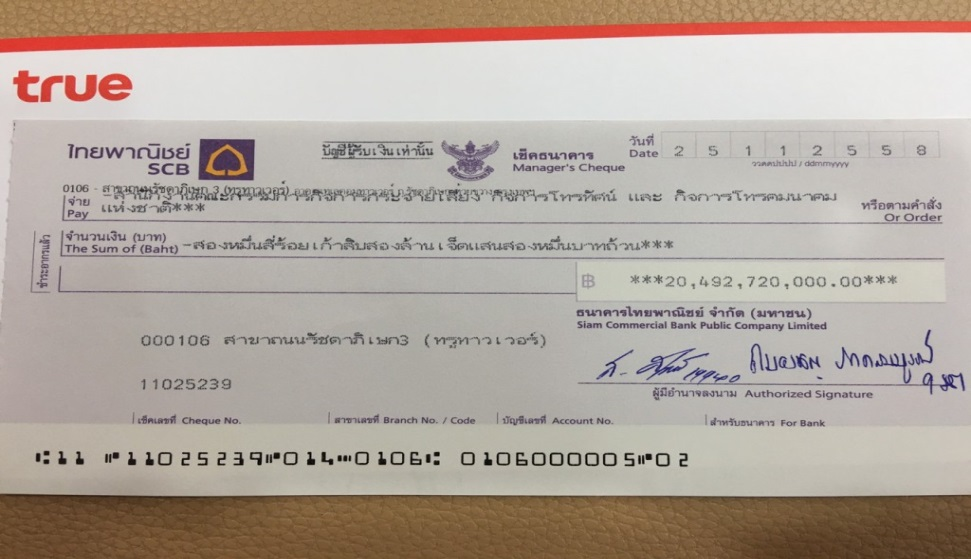 true
ไทยพาณิชย์
SCB
บัญชีผู้รับเงินเท่านั้น
เช็คธนาคาร
Manager's Cheque
วันที่
Date 2 5 1 1 2 5 5 8
ววดดปปปป / ddmmyyyy
0106 - สาขาถนนรัชดาภิเษก 3 (ทรูทาวเวอร์)
จ่าย
Pay
-สำนักงานคณะกรรมการกิจการกระจายเสียง กิจการโทรทัศน์ และ กิจการโทรคมนาคม
แห่งชาติ***
หรือตามคำสั่ง
Or Order
ชำระอากรแล้ว
จำนวนเงิน (บาท)
The Sum of (Baht) -สองหมื่นสี่ร้อยเก้าสิบสองล้านเจ็ดแสนสองหมื่นบาทถ้วน***
฿ ***20,492,720,000.00***
ธนาคารไทยพาณิชย์ จำกัด (มหาชน)
Siam Commercial Bank Public Company Limited
000106 สาขาถนนรัชดาภิเษก3 (ทรูทาวเวอร์)
11025239
ผู้มีอำนาจลงนาม Authorized Signature
เช็คเลขที่ Cheque No.
สาขาเลขที่ Branch No. / Code
บัญชีเลขที่ Account No.
สำหรับธนาคาร For Bank
⑆11 ⑈11025239⑈014⑉0106⑆ 0106000005⑈02